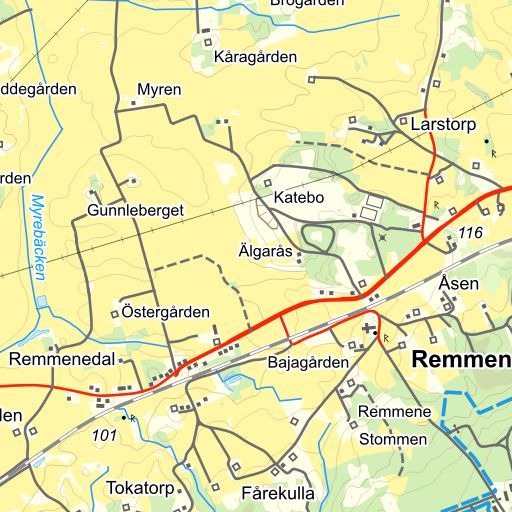 Brogården
Kåragården
ddegården
Myren
Larstorp
R
rden
Katebo
R
Gunnleberget
Myrebäcken
116
Älgarås
Åsen
Östergården
R
Remmenedal
Bajagården
Remmen
den
Remmene
Stommen
R
101
Tokatorp
Fårekulla